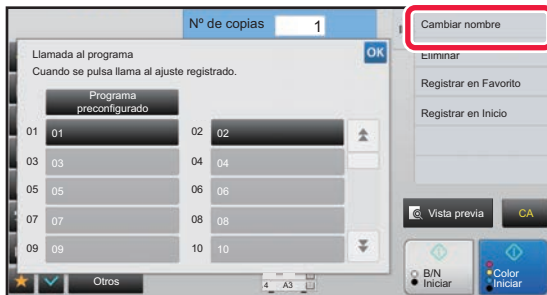 Nº de copias 1
Cambiar nombre
Llamada al programa
OK
Cuando se pulsa llama al ajuste registrado.
Eliminar
Registrar en Favorito
Registrar en Inicio
Programa
preconfigurado
01 01 02 02
03 03 04 04
05 05 06 06
07 07 08 08
09 09 10 10
Vista previa
CA
B/N
Iniciar
Color
Iniciar
Otros
4 A3